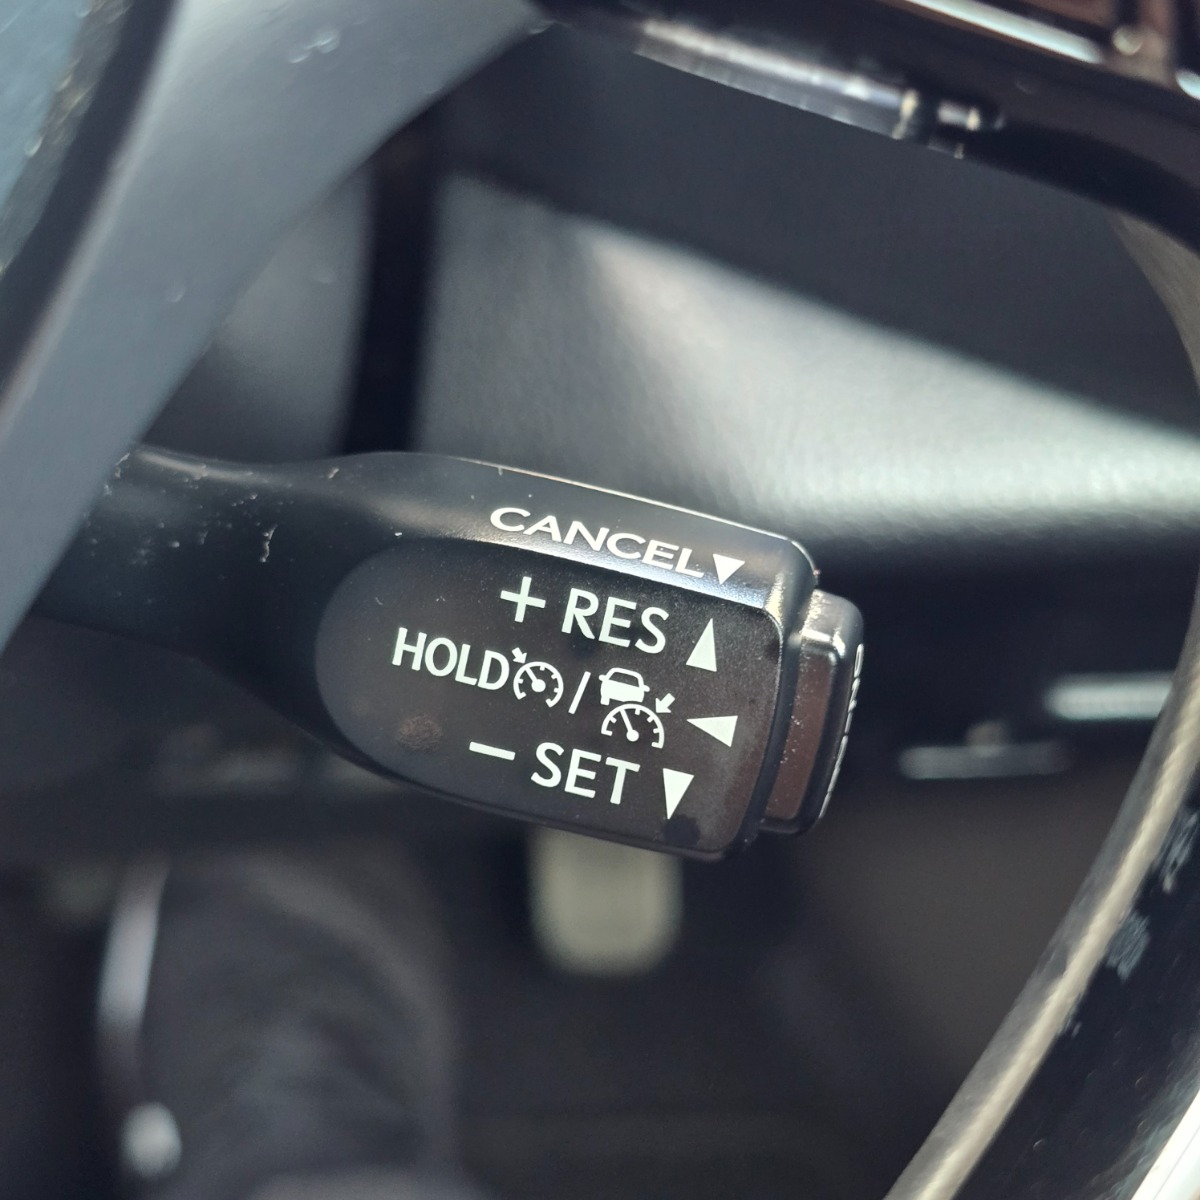 CANCEL▼
+ RES ▲
HOLD / ◀
− SET ▼